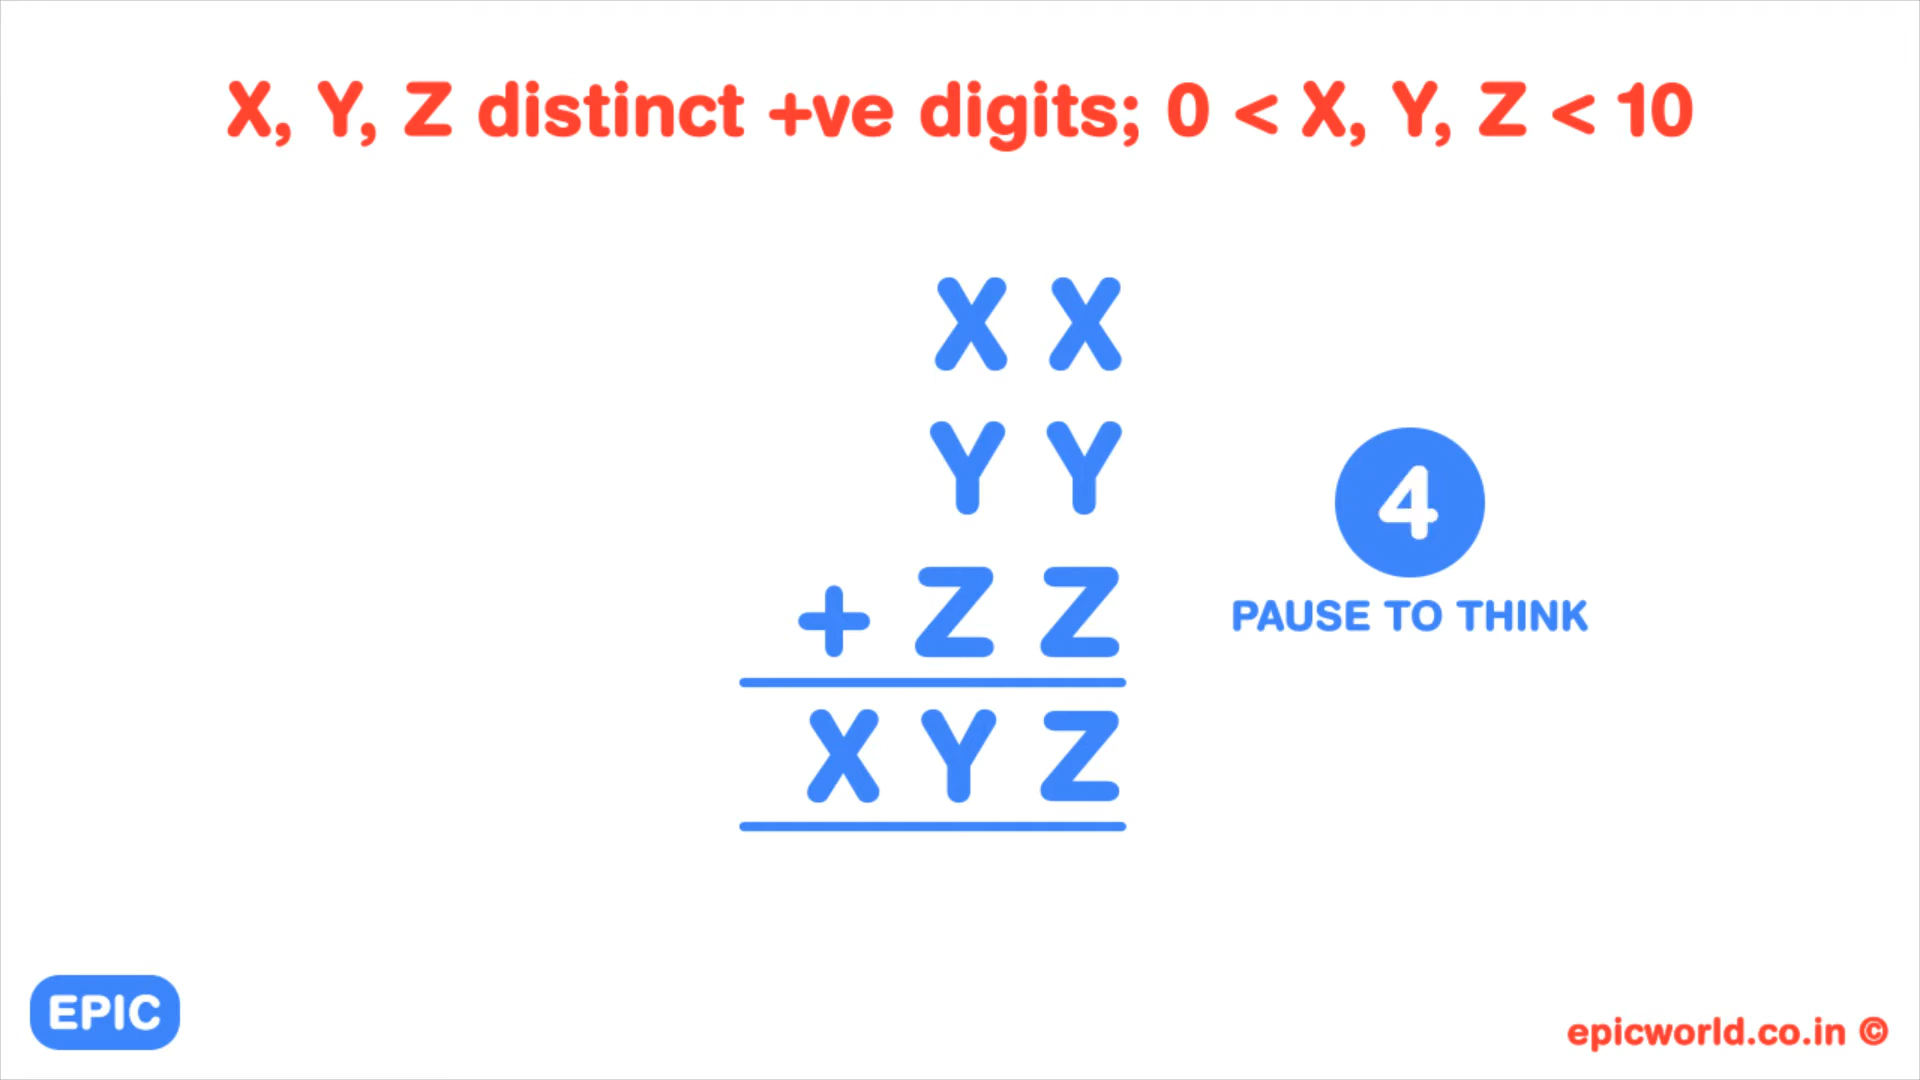 X, Y, Z distinct +ve digits; 0 < X, Y, Z < 10
X X
Y Y
+ Z Z
X Y Z
4
PAUSE TO THINK
EPIC
epicworld.co.in ©